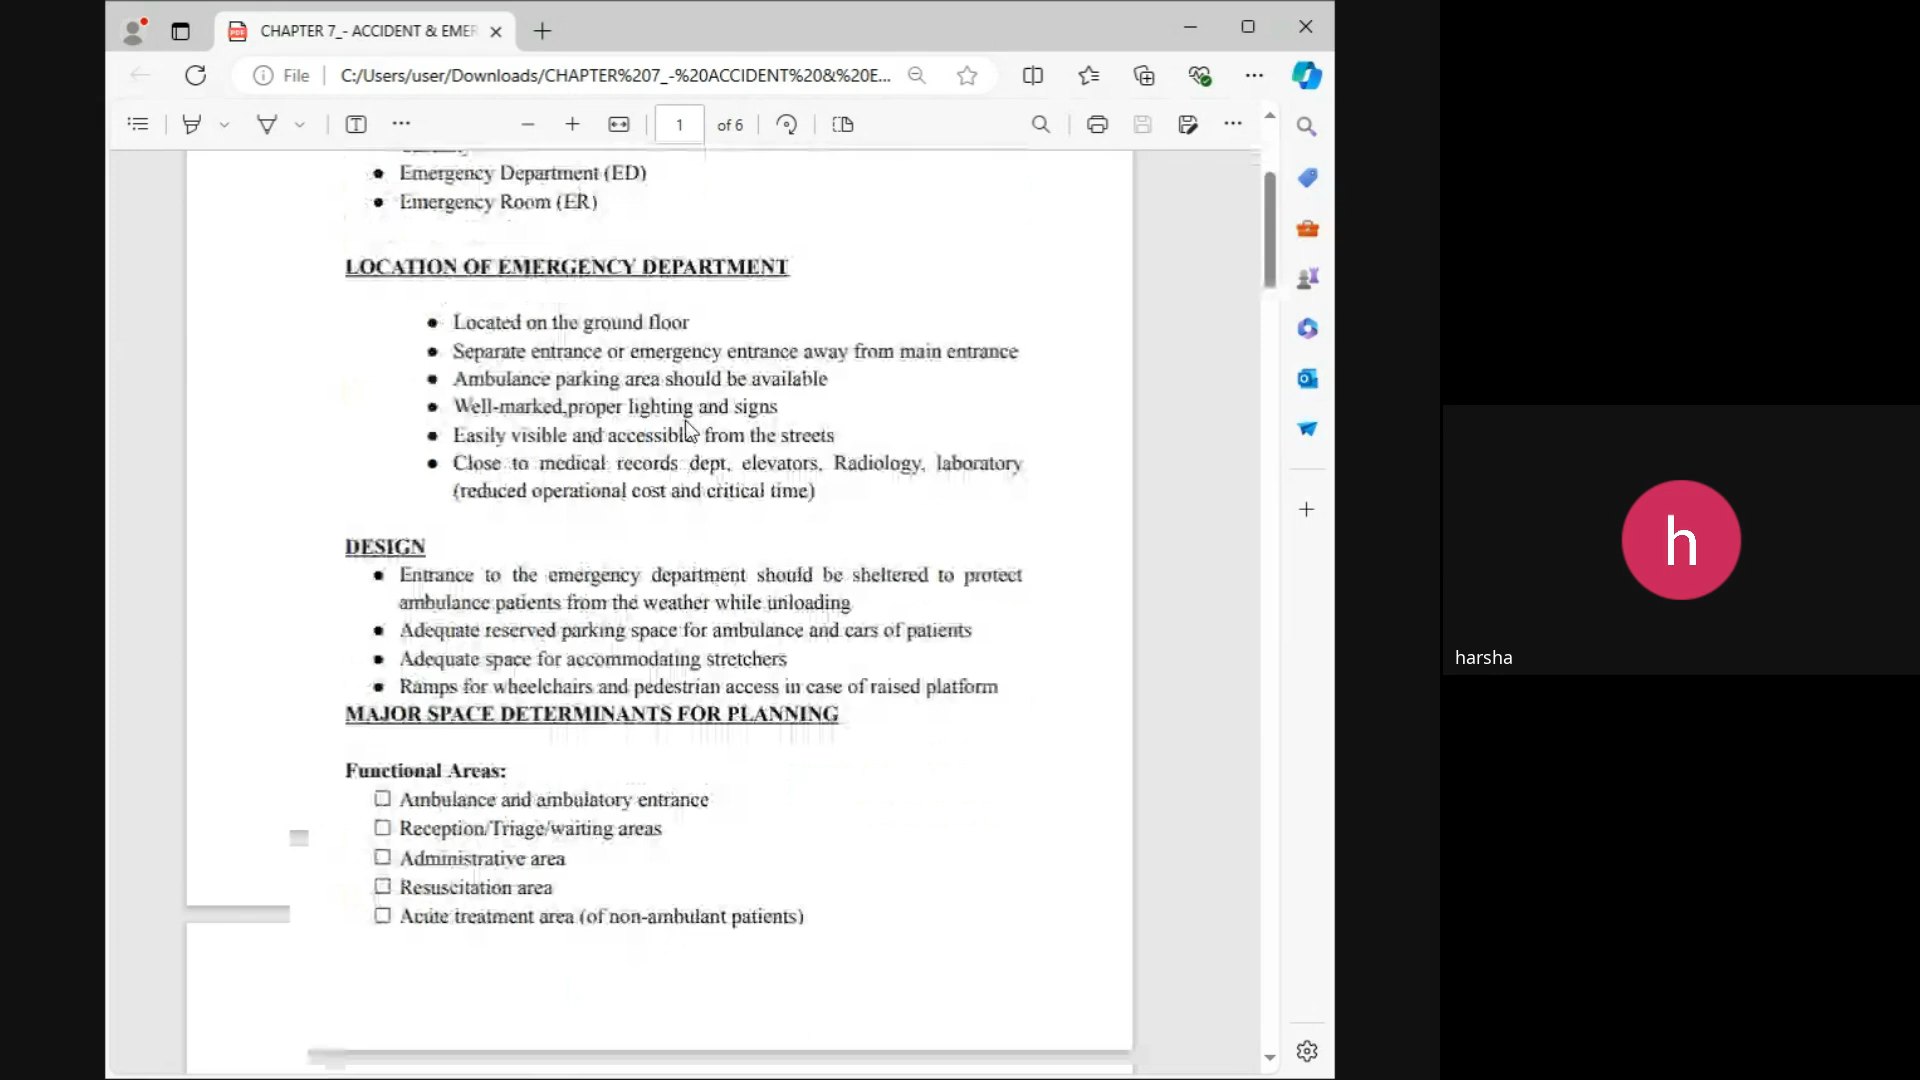 CHAPTER 7_- ACCIDENT & EMER
File
C:/Users/user/Downloads/CHAPTER%207_-%20ACCIDENT%20&%20E...
1 of 6
Emergency Department (ED)
Emergency Room (ER)
LOCATION OF EMERGENCY DEPARTMENT
Located on the ground floor
Separate entrance or emergency entrance away from main entrance
Ambulance parking area should be available
Well-marked,proper lighting and signs
Easily visible and accessible from the streets
Close to medical records dept, elevators, Radiology, laboratory
(reduced operational cost and critical time)
DESIGN
Entrance to the emergency department should be sheltered to protect
ambulance patients from the weather while unloading
Adequate reserved parking space for ambulance and cars of patients
Adequate space for accommodating stretchers
Ramps for wheelchairs and pedestrian access in case of raised platform
MAJOR SPACE DETERMINANTS FOR PLANNING
Functional Areas:
Ambulance and ambulatory entrance
Reception/Triage/waiting areas
Administrative area
Resuscitation area
Acute treatment area (of non-ambulant patients)
h
harsha